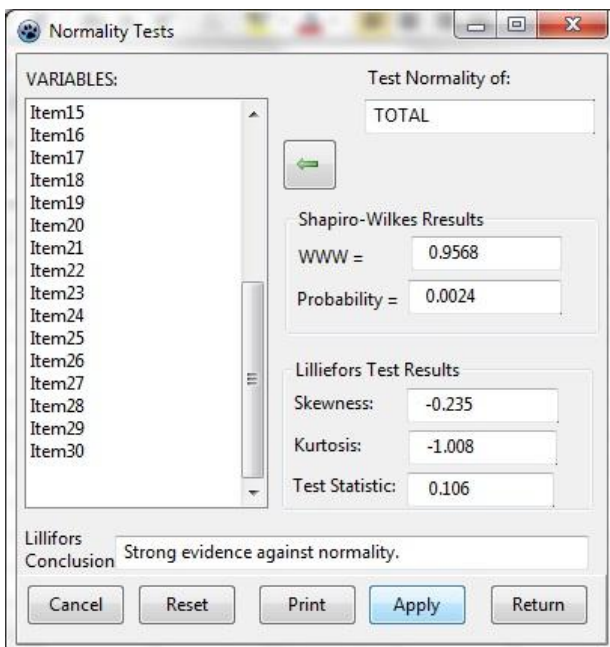 Normality Tests
VARIABLES:
Item15
Item16
Item17
Item18
Item19
Item20
Item21
Item22
Item23
Item24
Item25
Item26
Item27
Item28
Item29
Item30
Test Normality of:
TOTAL
Shapiro-Wilkes Rresults
WWW = 0.9568
Probability = 0.0024
Lilliefors Test Results
Skewness: -0.235
Kurtosis: -1.008
Test Statistic: 0.106
Lillifors
Conclusion Strong evidence against normality.
Cancel Reset Print Apply Return